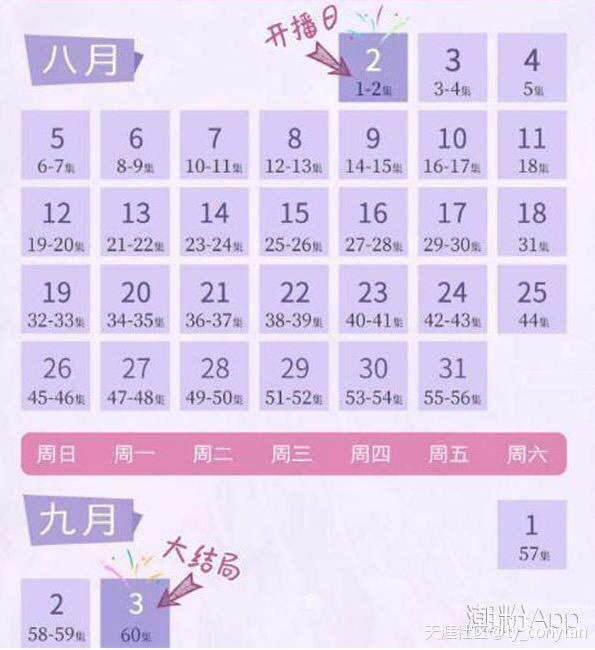 开播日
八月
2 3 4
1-2集 3-4集 5集
5 6 7 8 9 10 11
6-7集 8-9集 10-11集 12-13集 14-15集 16-17集 18集
12 13 14 15 16 17 18
19-20集 21-22集 23-24集 25-26集 27-28集 29-30集 31集
19 20 21 22 23 24 25
32-33集 34-35集 36-37集 38-39集 40-41集 42-43集 44集
26 27 28 29 30 31
45-46集 47-48集 49-50集 51-52集 53-54集 55-56集
周日 周一 周二 周三 周四 周五 周六
九月
1
57集
大结局
2 3
58-59集 60集
潮粉App
天涯社区@ty_conytan